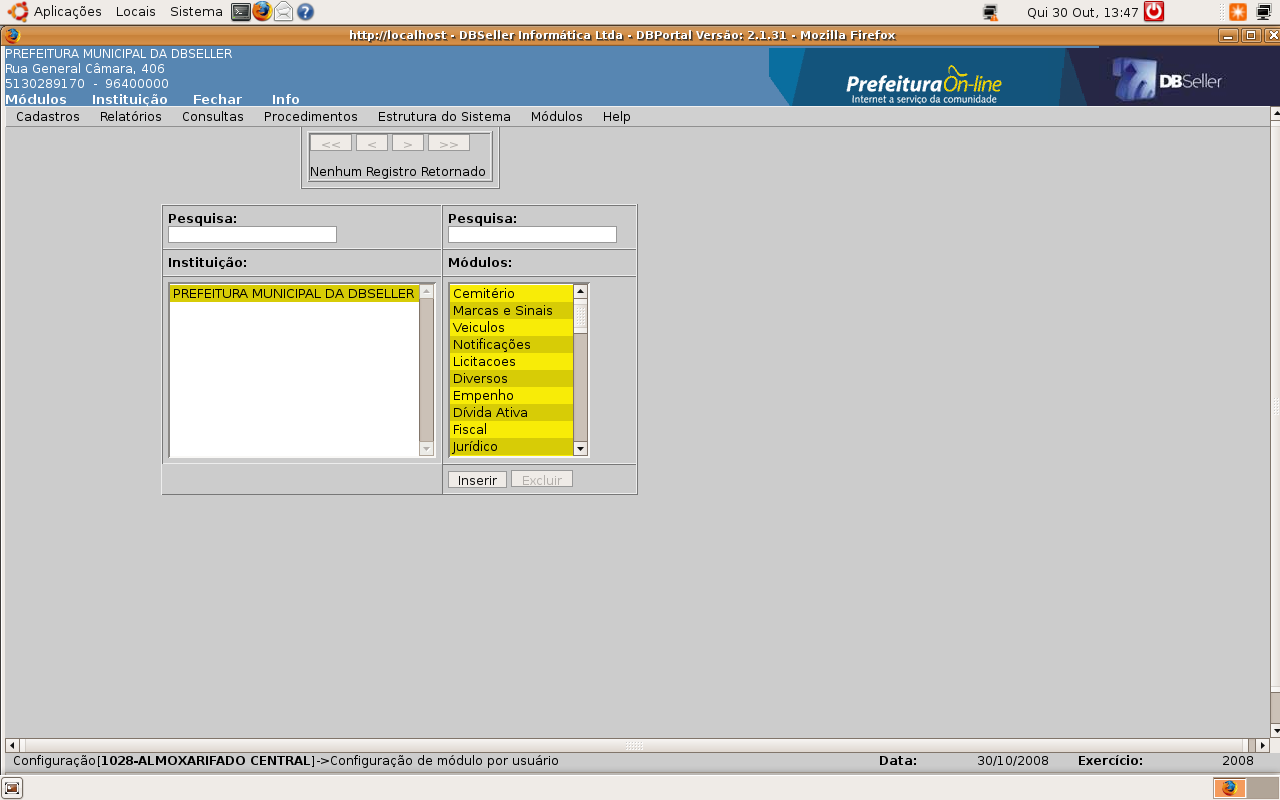 Aplicações Locais Sistema Qui 30 Out, 13:47
http://localhost - DBSeller Informática Ltda - DBPortal Versão: 2.1.31 - Mozilla Firefox
PREFEITURA MUNICIPAL DA DBSELLER
Rua General Câmara, 406
5130289170 - 96400000
Módulos Instituição Fechar Info
PrefeituraOn-line
Internet a serviço da comunidade
DBSeller
Cadastros Relatórios Consultas Procedimentos Estrutura do Sistema Módulos Help
<< < > >>
Nenhum Registro Retornado
Pesquisa: Pesquisa:
Instituição: Módulos:
PREFEITURA MUNICIPAL DA DBSELLER
Cemitério
Marcas e Sinais
Veiculos
Notificações
Licitacoes
Diversos
Empenho
Dívida Ativa
Fiscal
Jurídico
Inserir Excluir
Configuração[1028-ALMOXARIFADO CENTRAL]->Configuração de módulo por usuário Data: 30/10/2008 Exercício: 2008